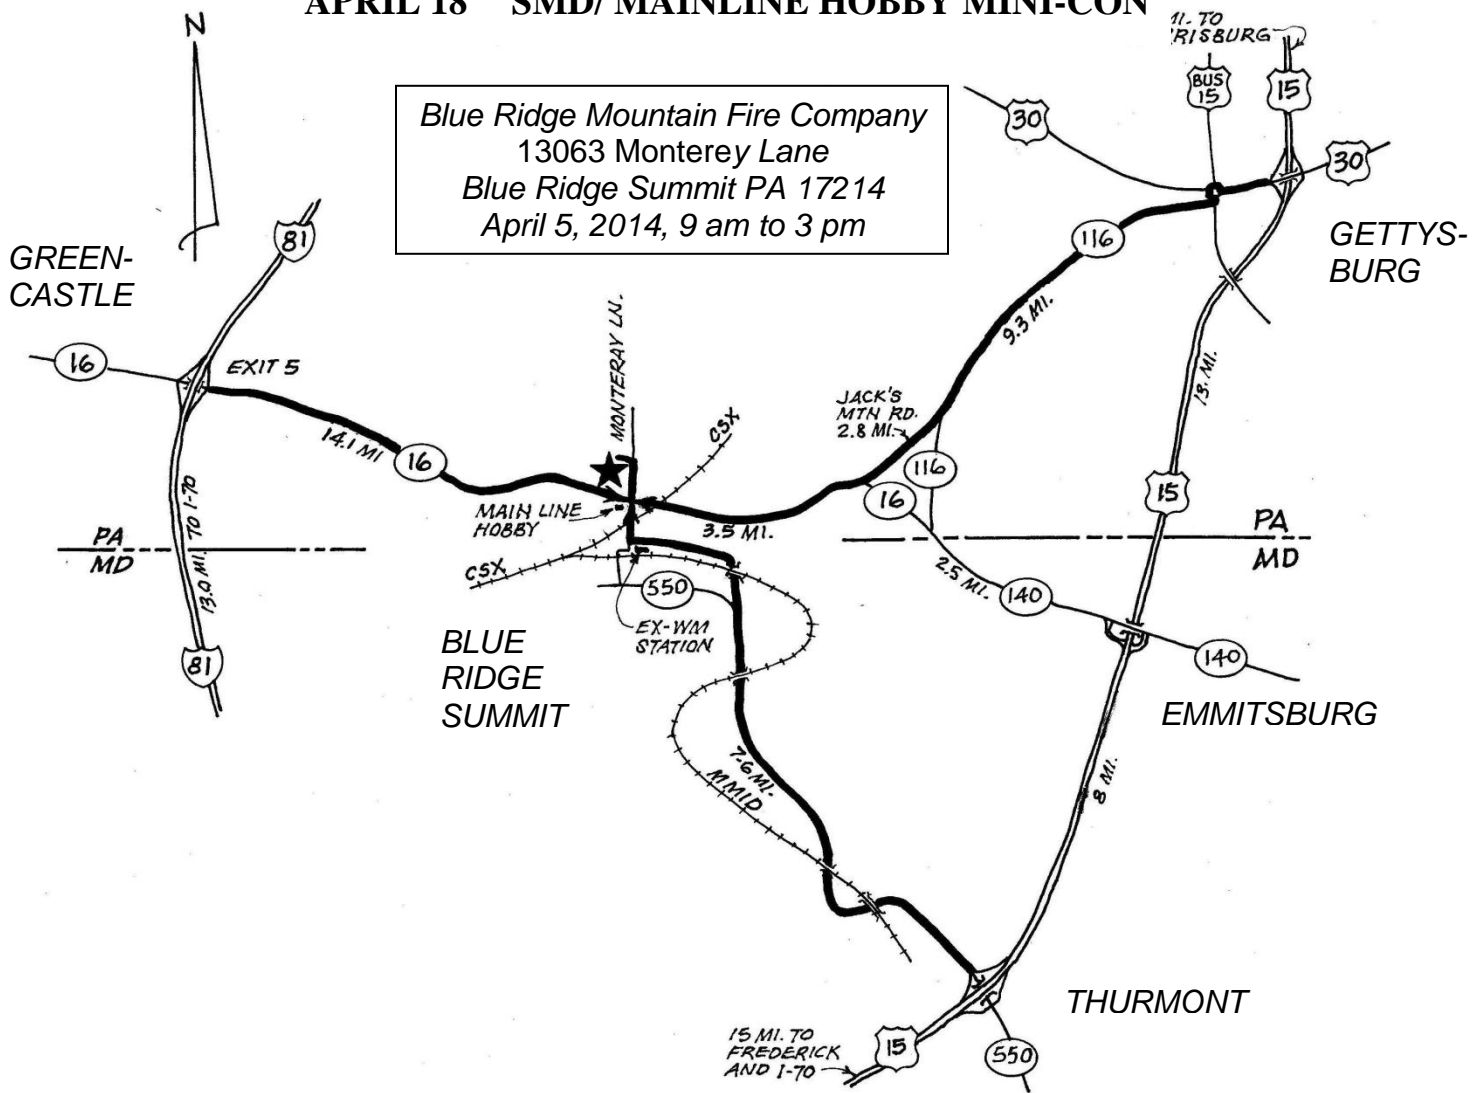 APRIL 18 SMD/ MAINLINE HOBBY MINI-CON
N
MI. TO
BUS
15
15
30
30
Blue Ridge Mountain Fire Company
13063 Monterey Lane
Blue Ridge Summit PA 17214
April 5, 2014, 9 am to 3 pm
116
GETTYS-
BURG
81
GREEN-
CASTLE
16
EXIT 5
MONTERAY LN.
9.3 MI.
13. MI.
JACK'S
MTN RD.
2.8 MI.
CSX
14.1 MI
16
116
16
15
MAIN LINE
HOBBY
3.5 MI.
PA
MD
PA
MD
13.0 MI. TO I-70
CSX
550
2.5 MI.
140
EX-WM
STATION
140
81
BLUE
RIDGE
SUMMIT
EMMITSBURG
7.6 MI.
MMID
8 MI.
THURMONT
15 MI. TO
FREDERICK
AND I-70
15
550